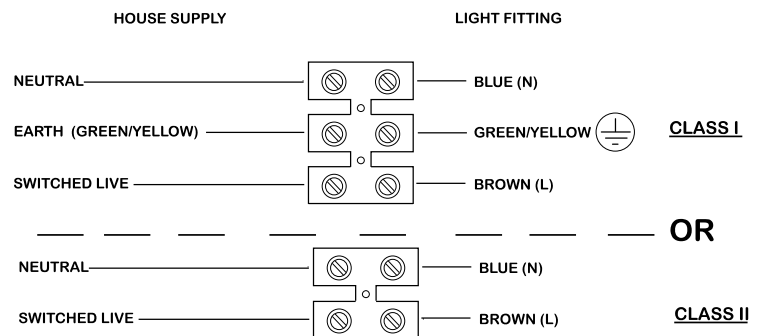 HOUSE SUPPLY LIGHT FITTING
NEUTRAL BLUE (N)
EARTH (GREEN/YELLOW) GREEN/YELLOW CLASS I
SWITCHED LIVE BROWN (L)
OR
NEUTRAL BLUE (N)
SWITCHED LIVE BROWN (L) CLASS II